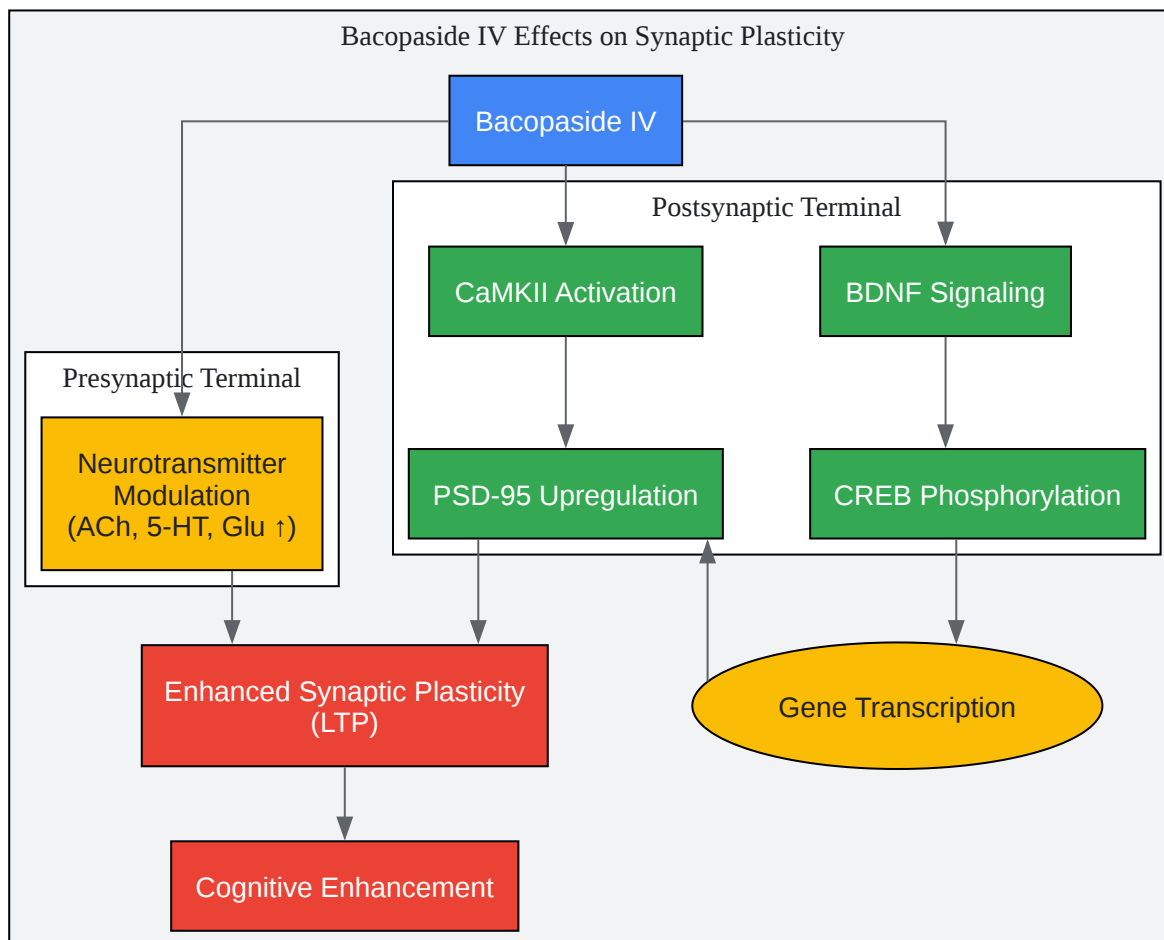 Bacopaside IV Effects on Synaptic Plasticity
Bacopaside IV
Postsynaptic Terminal
CaMKII Activation
BDNF Signaling
Presynaptic Terminal
Neurotransmitter
Modulation
(ACh, 5-HT, Glu ↑)
PSD-95 Upregulation
CREB Phosphorylation
Enhanced Synaptic Plasticity
(LTP)
Gene Transcription
Cognitive Enhancement